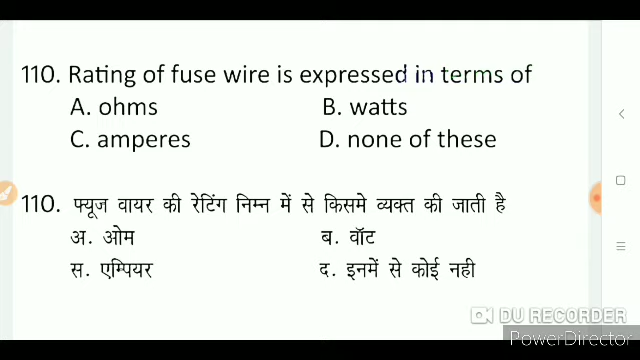 110. Rating of fuse wire is expressed in terms of
A. ohms B. watts
C. amperes D. none of these
110. फ्यूज वायर की रेटिंग निम्न में से किसमे व्यक्त की जाती है
अ. ओम ब. वॉट
स. एम्पियर द. इनमें से कोई नही
DU RECORDER
PowerDirector